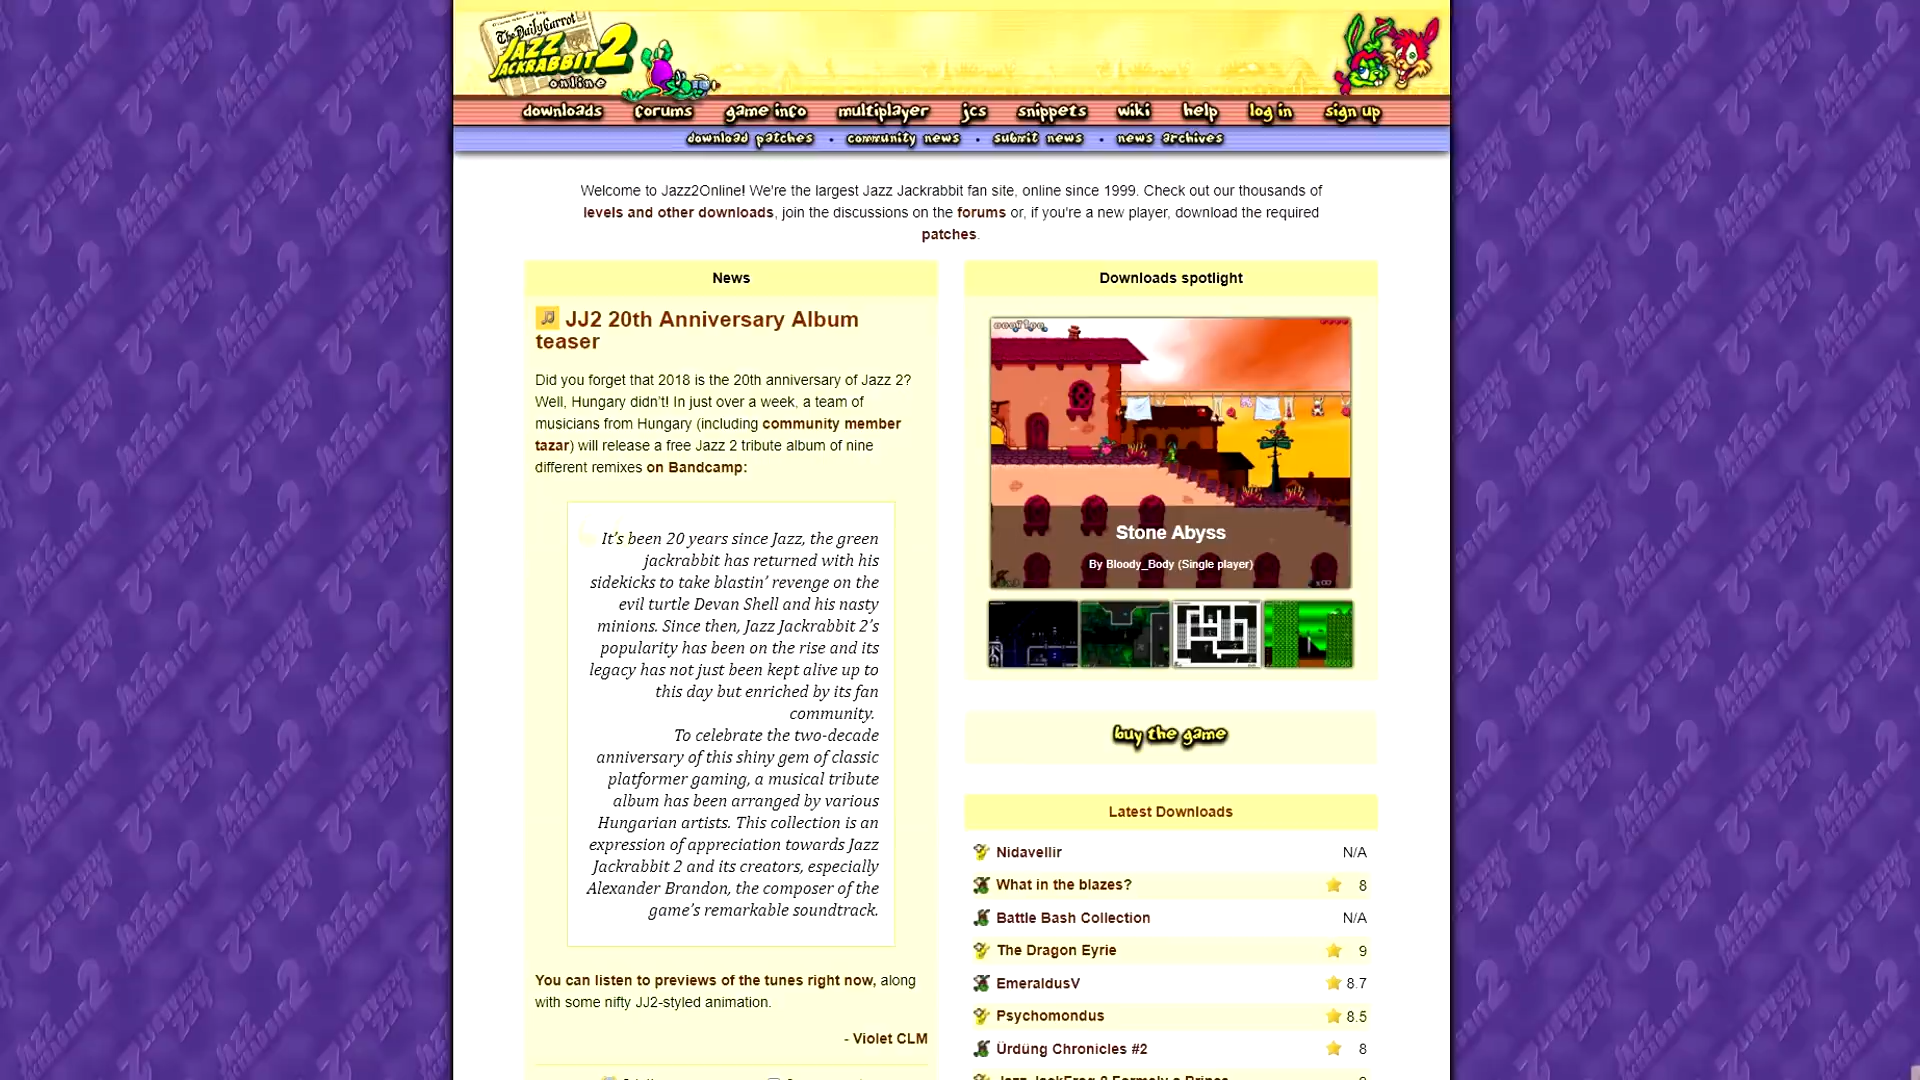 The Daily Carrot
JAZZ
JACKRABBIT 2
online
downloads forums game info multiplayer jcs snippets wiki help log in sign up
download patches • community news • submit news • news archives
Welcome to Jazz2Online! We're the largest Jazz Jackrabbit fan site, online since 1999. Check out our thousands of
levels and other downloads, join the discussions on the forums or, if you're a new player, download the required
patches.
News
JJ2 20th Anniversary Album
teaser
Did you forget that 2018 is the 20th anniversary of Jazz 2?
Well, Hungary didn't! In just over a week, a team of
musicians from Hungary (including community member
tazar) will release a free Jazz 2 tribute album of nine
different remixes on Bandcamp:
It's been 20 years since Jazz, the green
jackrabbit has returned with his
sidekicks to take blastin' revenge on the
evil turtle Devan Shell and his nasty
minions. Since then, Jazz Jackrabbit 2's
popularity has been on the rise and its
legacy has not just been kept alive up to
this day but enriched by its fan
community.
To celebrate the two-decade
anniversary of this shiny gem of classic
platformer gaming, a musical tribute
album has been arranged by various
Hungarian artists. This collection is an
expression of appreciation towards Jazz
Jackrabbit 2 and its creators, especially
Alexander Brandon, the composer of the
game's remarkable soundtrack.
You can listen to previews of the tunes right now, along
with some nifty JJ2-styled animation.
- Violet CLM
Downloads spotlight
Stone Abyss
By Bloody_Body (Single player)
buy the game
Latest Downloads
Nidavellir N/A
What in the blazes? 8
Battle Bash Collection N/A
The Dragon Eyrie 9
EmeraldusV 8.7
Psychomondus 8.5
Ürdüng Chronicles #2 8